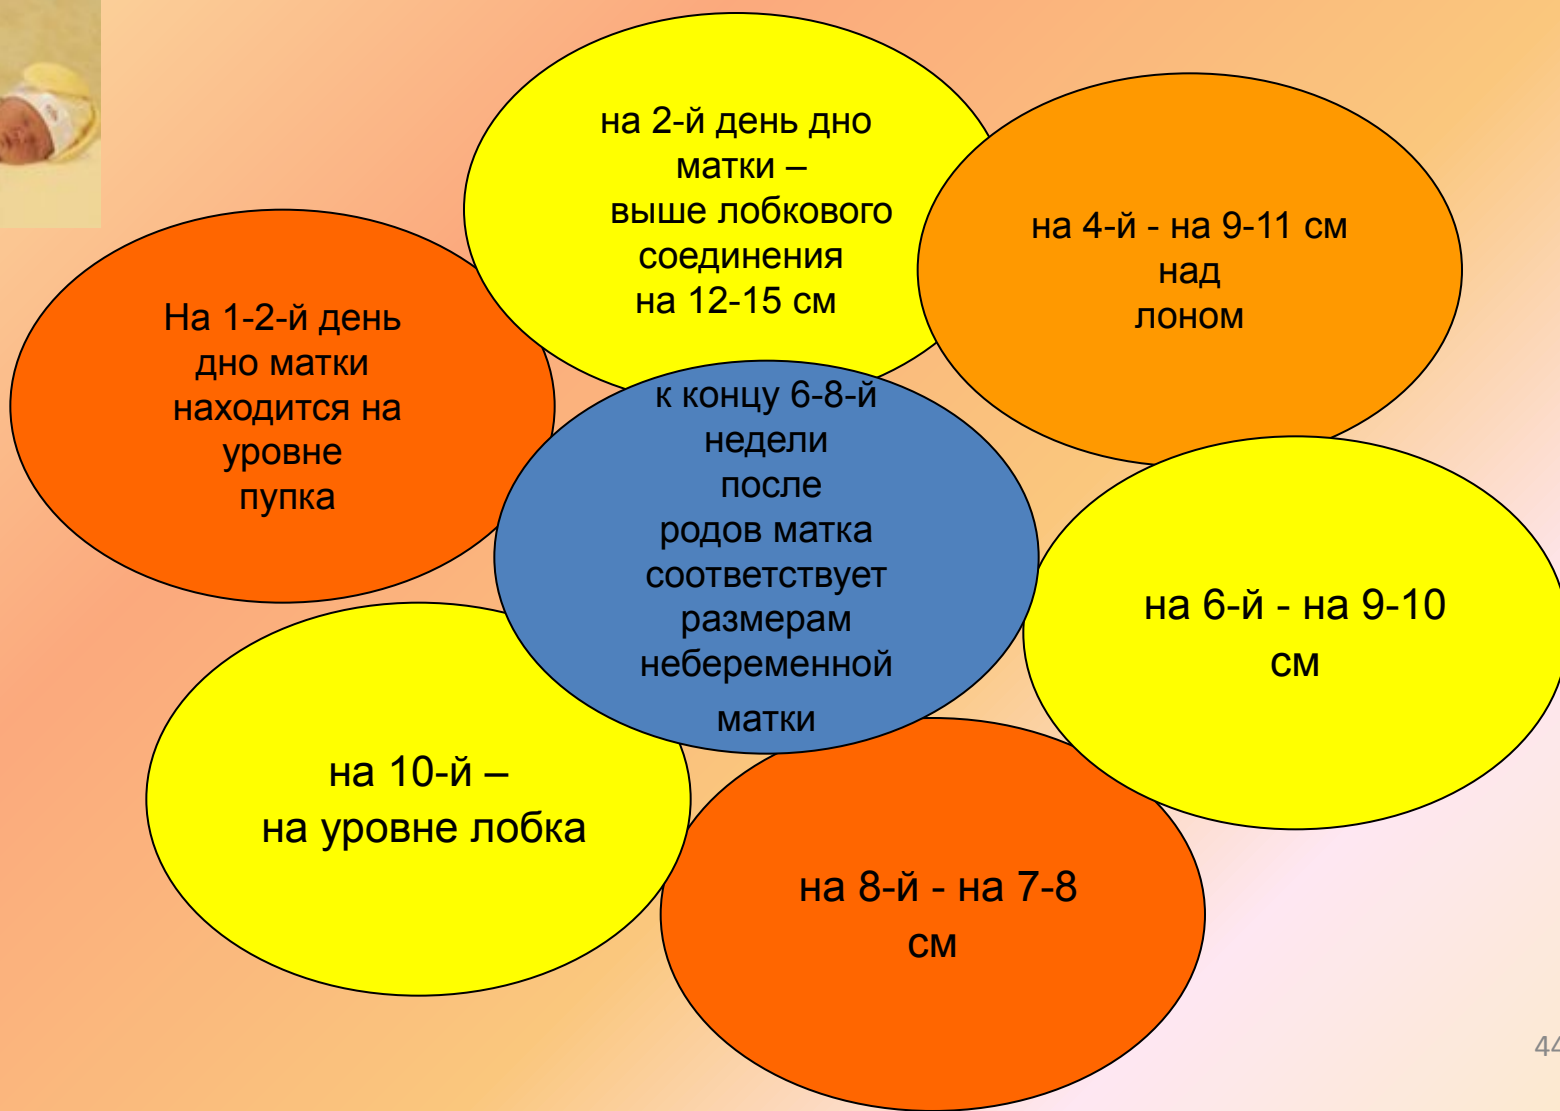 На 1-2-й день
дно матки
находится на
уровне
пупка
на 2-й день дно
матки –
выше лобкового
соединения
на 12-15 см
на 4-й - на 9-11 см
над
лоном
на 6-й - на 9-10
см
на 8-й - на 7-8
см
на 10-й –
на уровне лобка
к концу 6-8-й
недели
после
родов матка
соответствует
размерам
небеременной
матки
44